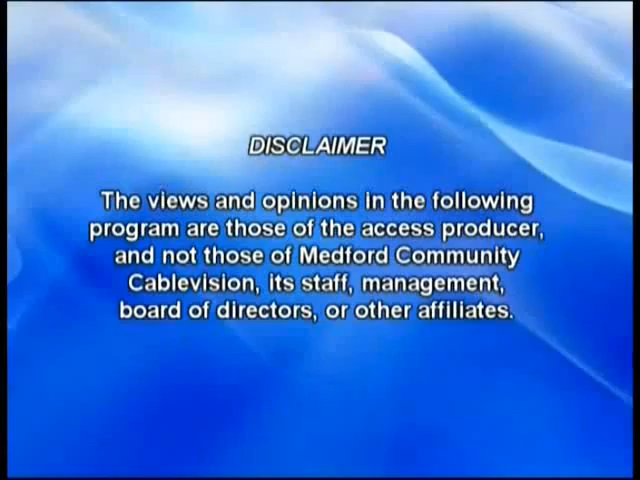 DISCLAIMER
The views and opinions in the following
program are those of the access producer,
and not those of Medford Community
Cablevision, its staff, management,
board of directors, or other affiliates.